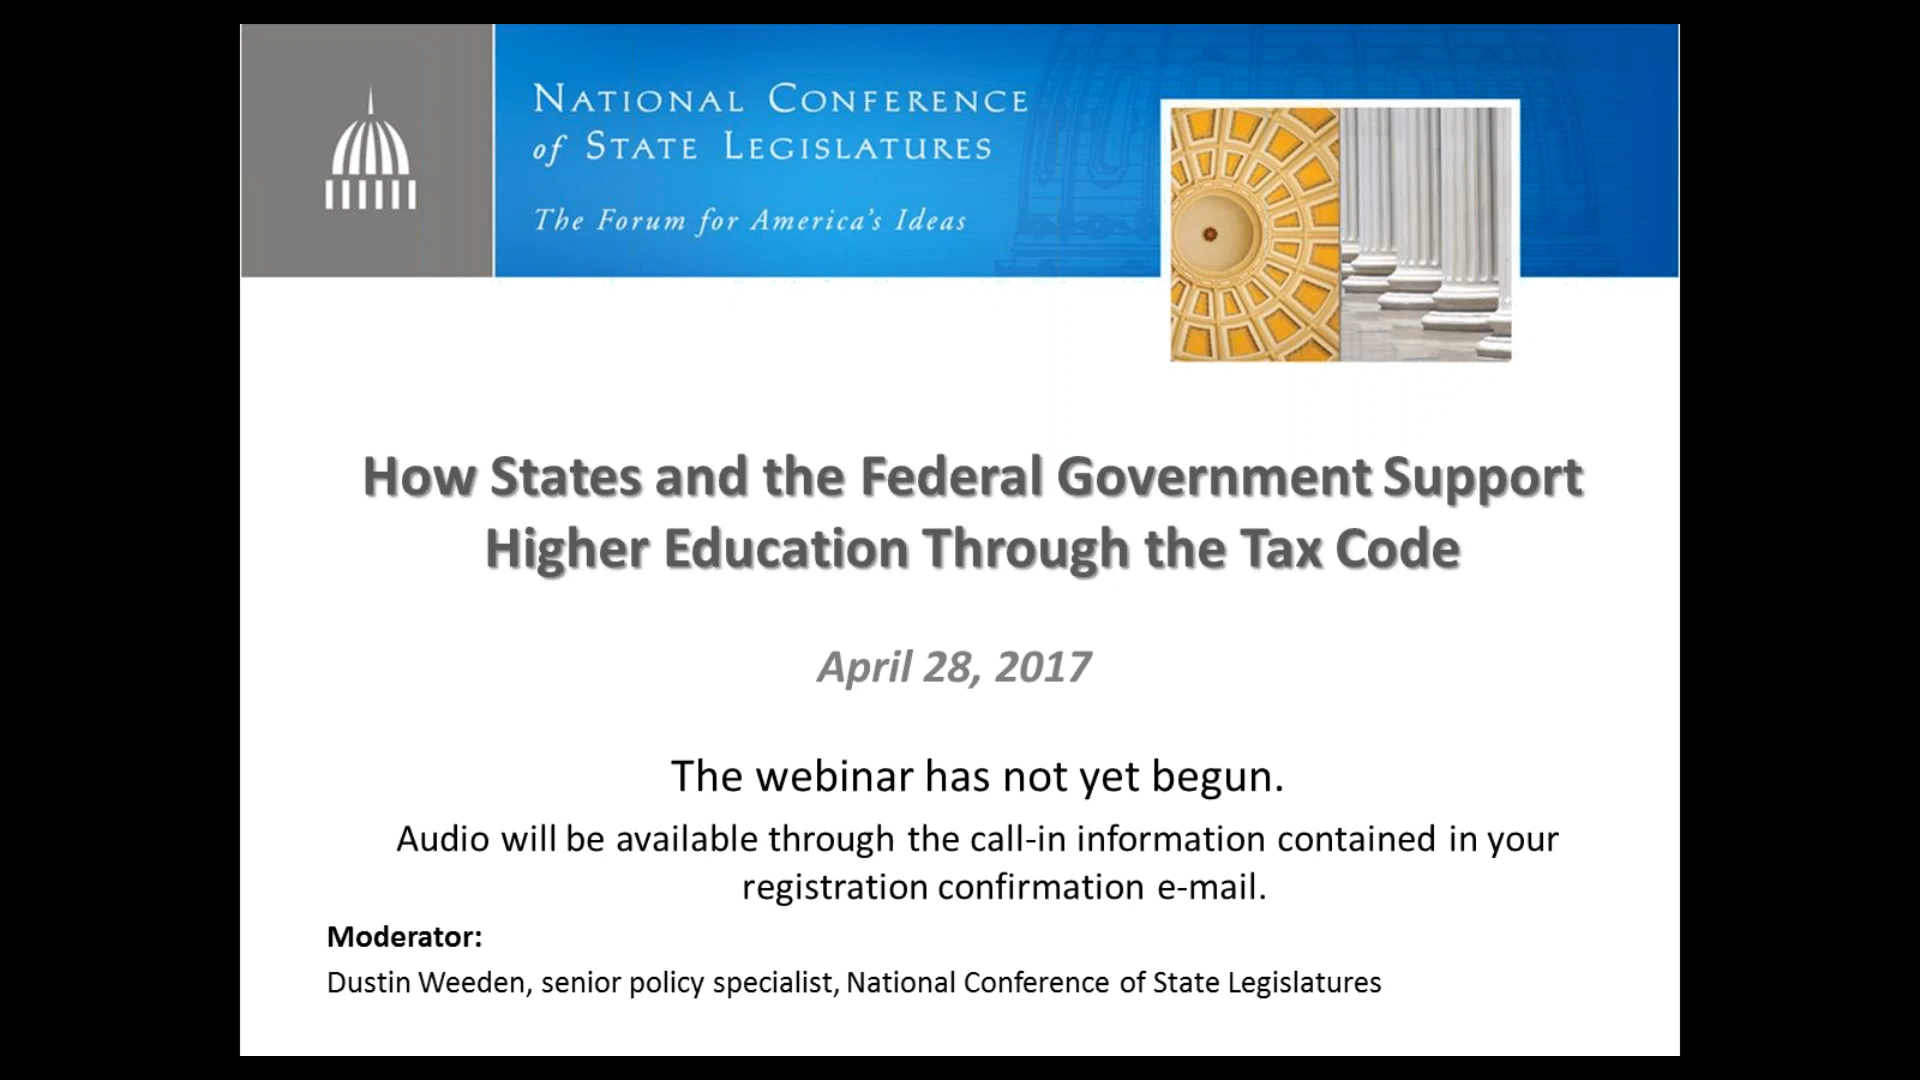 NATIONAL CONFERENCE
of STATE LEGISLATURES
The Forum for America's Ideas
How States and the Federal Government Support
Higher Education Through the Tax Code
April 28, 2017
The webinar has not yet begun.
Audio will be available through the call-in information contained in your
registration confirmation e-mail.
Moderator:
Dustin Weeden, senior policy specialist, National Conference of State Legislatures